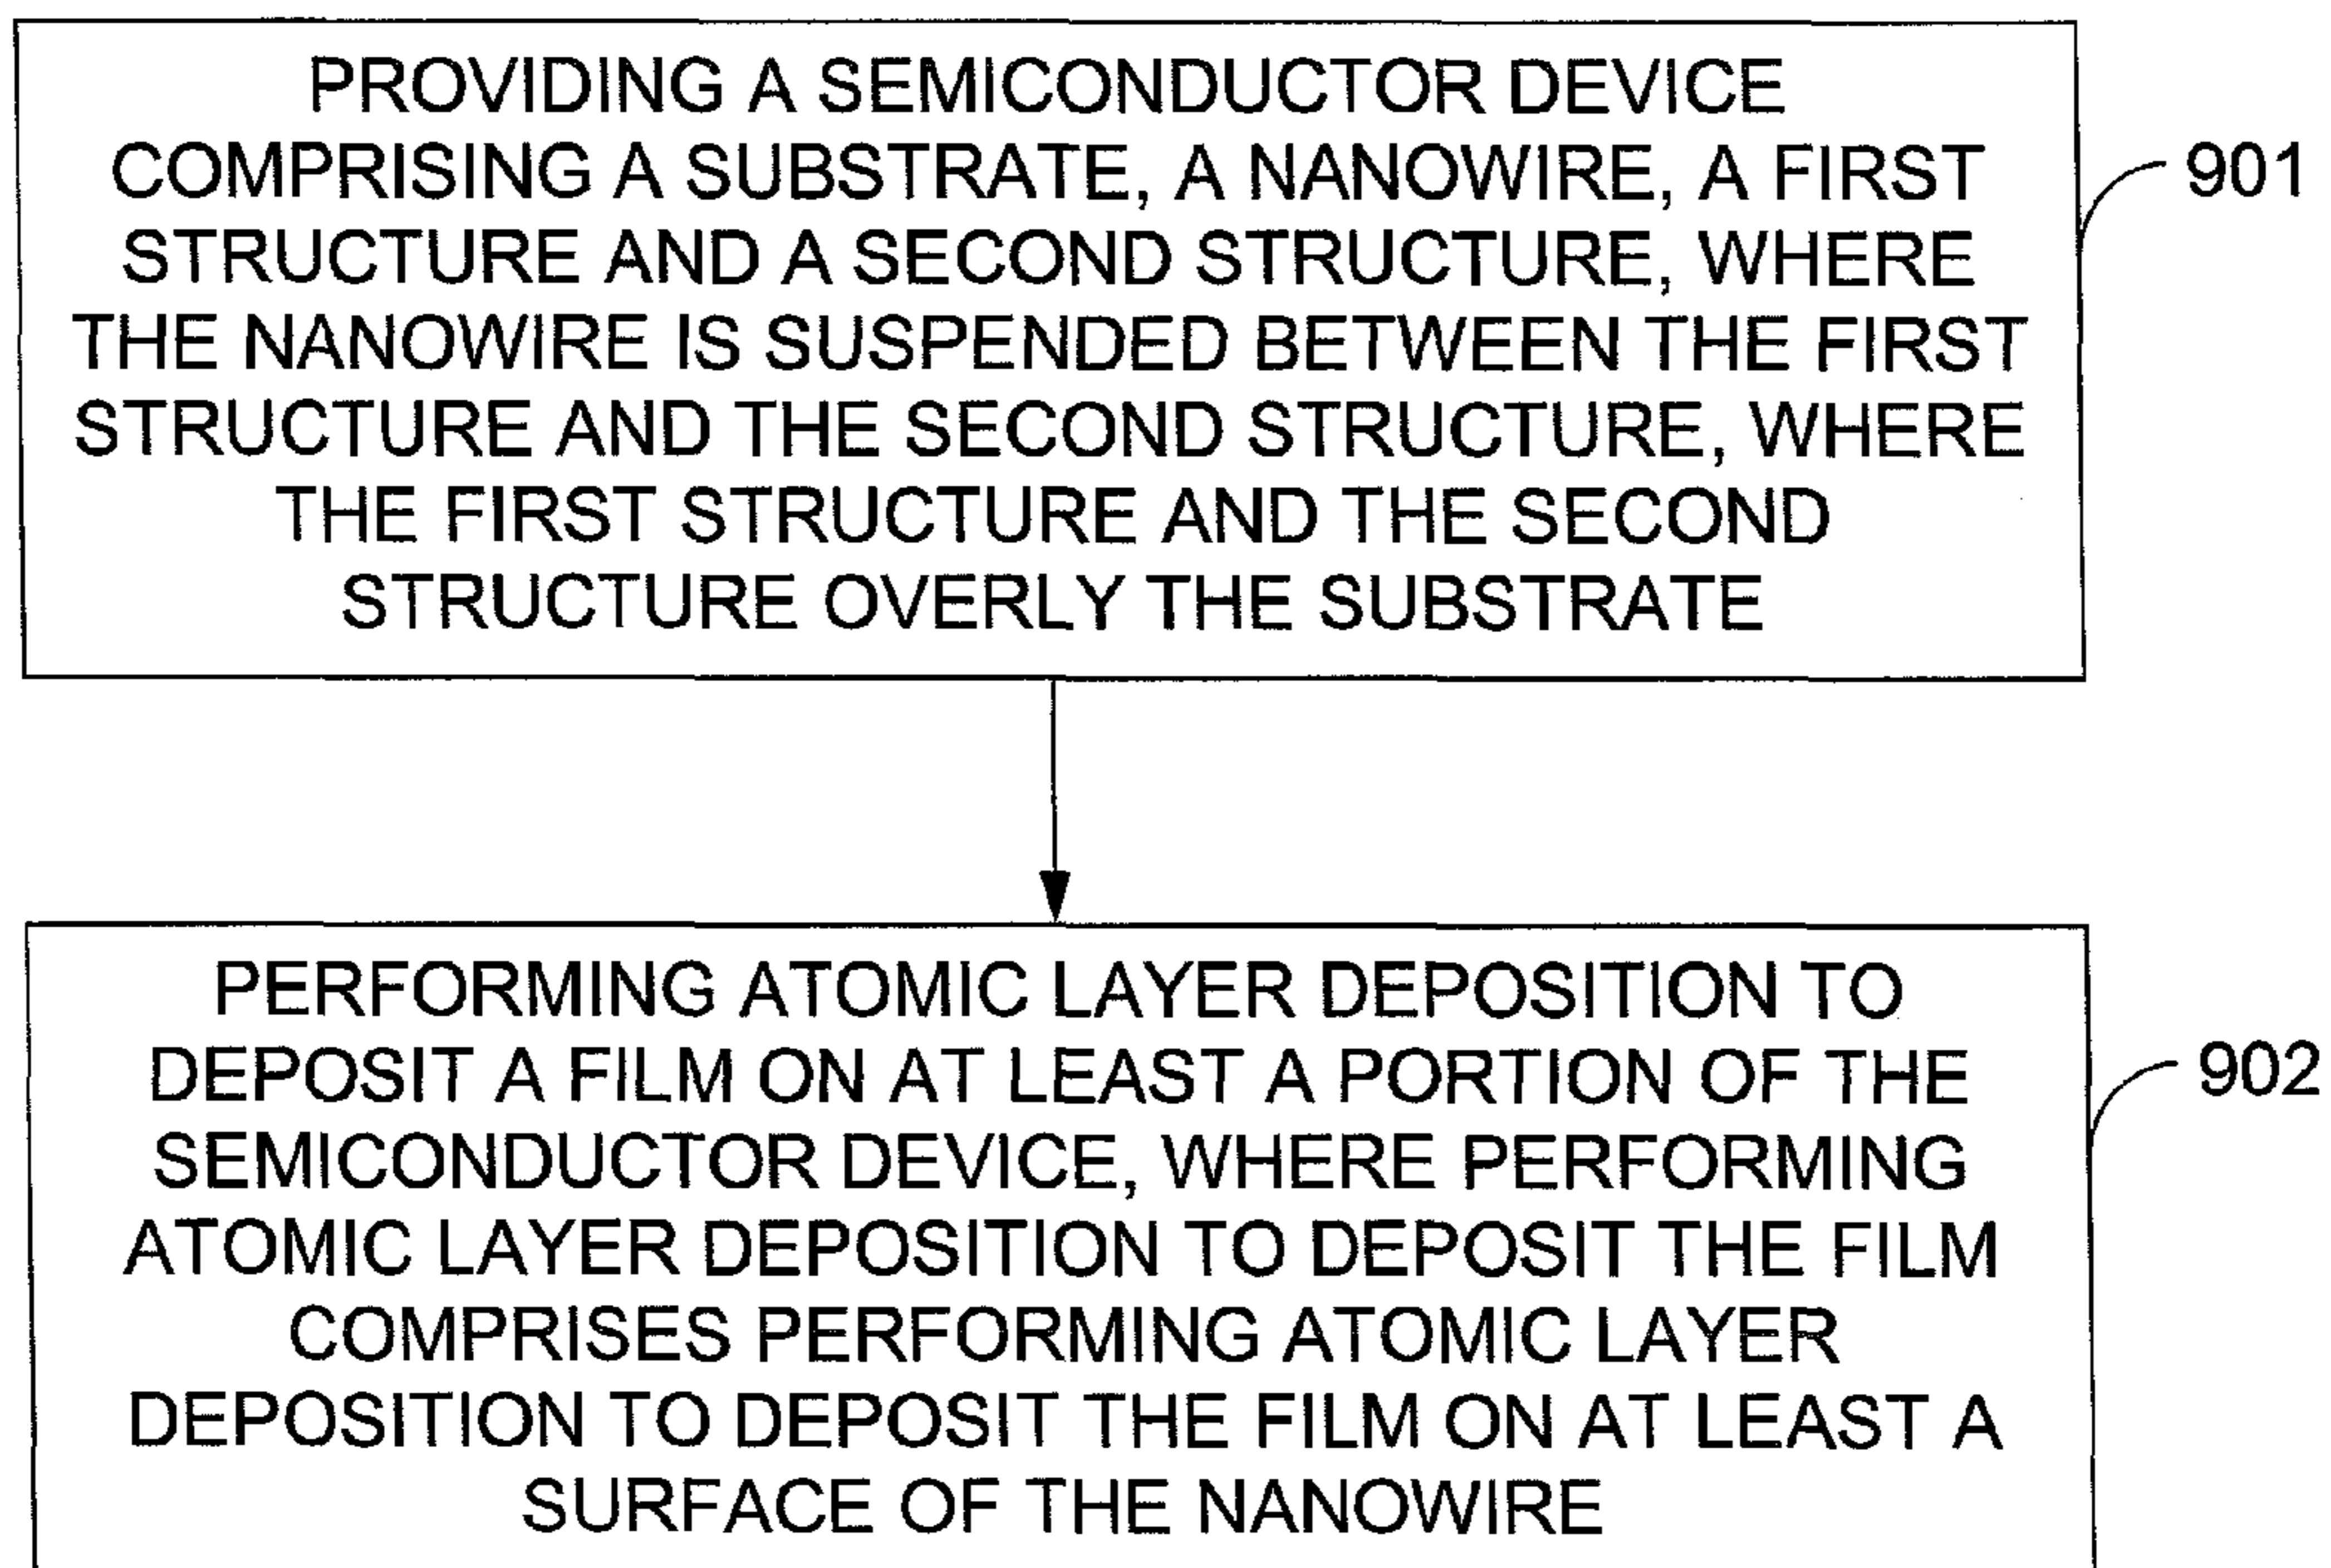 PROVIDING A SEMICONDUCTOR DEVICE
COMPRISING A SUBSTRATE, A NANOWIRE, A FIRST
STRUCTURE AND A SECOND STRUCTURE, WHERE
THE NANOWIRE IS SUSPENDED BETWEEN THE FIRST
STRUCTURE AND THE SECOND STRUCTURE, WHERE
THE FIRST STRUCTURE AND THE SECOND
STRUCTURE OVERLY THE SUBSTRATE
901
PERFORMING ATOMIC LAYER DEPOSITION TO
DEPOSIT A FILM ON AT LEAST A PORTION OF THE
SEMICONDUCTOR DEVICE, WHERE PERFORMING
ATOMIC LAYER DEPOSITION TO DEPOSIT THE FILM
COMPRISES PERFORMING ATOMIC LAYER
DEPOSITION TO DEPOSIT THE FILM ON AT LEAST A
SURFACE OF THE NANOWIRE
902